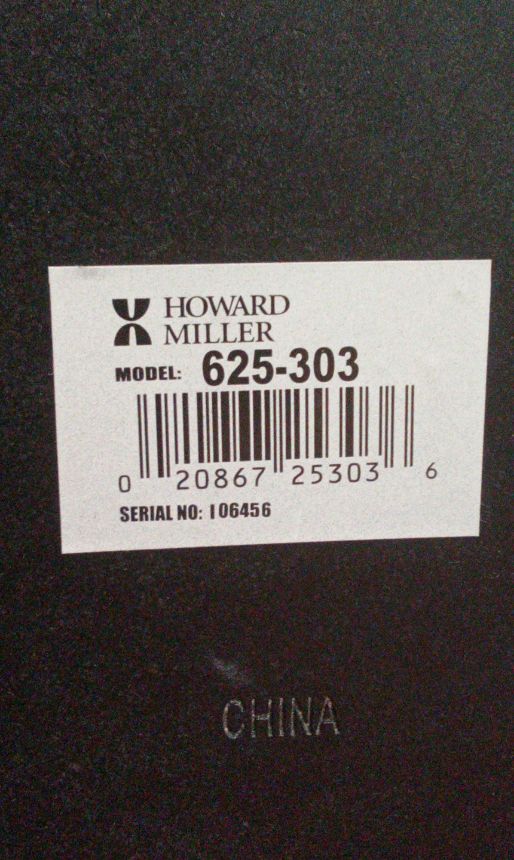 HOWARD
MILLER
MODEL: 625-303
0 20867 25303 6
SERIAL NO: 106456
CHINA